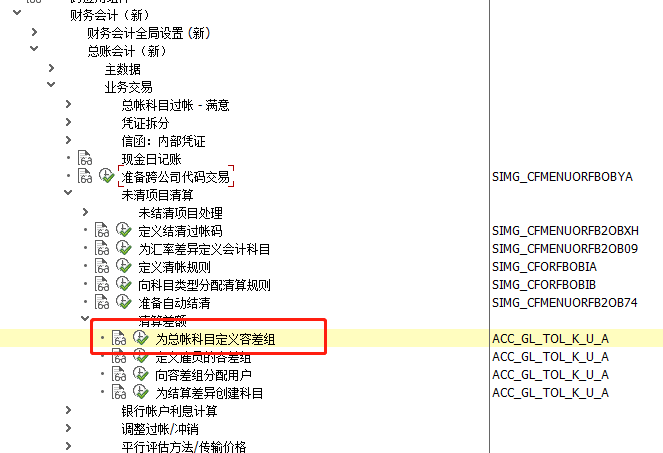 财务会计（新）
财务会计全局设置 (新)
总账会计（新）
主数据
业务交易
总帐科目过帐 - 满意
凭证拆分
信函：内部凭证
现金日记账
准备跨公司代码交易 SIMG_CFMENUORFBOBYA
未清项目清算
未结清项目处理
定义结清过帐码 SIMG_CFMENUORFB2OBXH
为汇率差异定义会计科目 SIMG_CFMENUORFB2OB09
定义清帐规则 SIMG_CFORFBOBIA
向科目类型分配清算规则 SIMG_CFORFBOBIB
准备自动结清 SIMG_CFMENUORFB2OB74
清算差额
为总帐科目定义容差组 ACC_GL_TOL_K_U_A
定义雇员的容差组 ACC_GL_TOL_K_U_A
向容差组分配用户 ACC_GL_TOL_K_U_A
为结算差异创建科目 ACC_GL_TOL_K_U_A
银行帐户利息计算
调整过帐/冲销
平行评估方法/传输价格